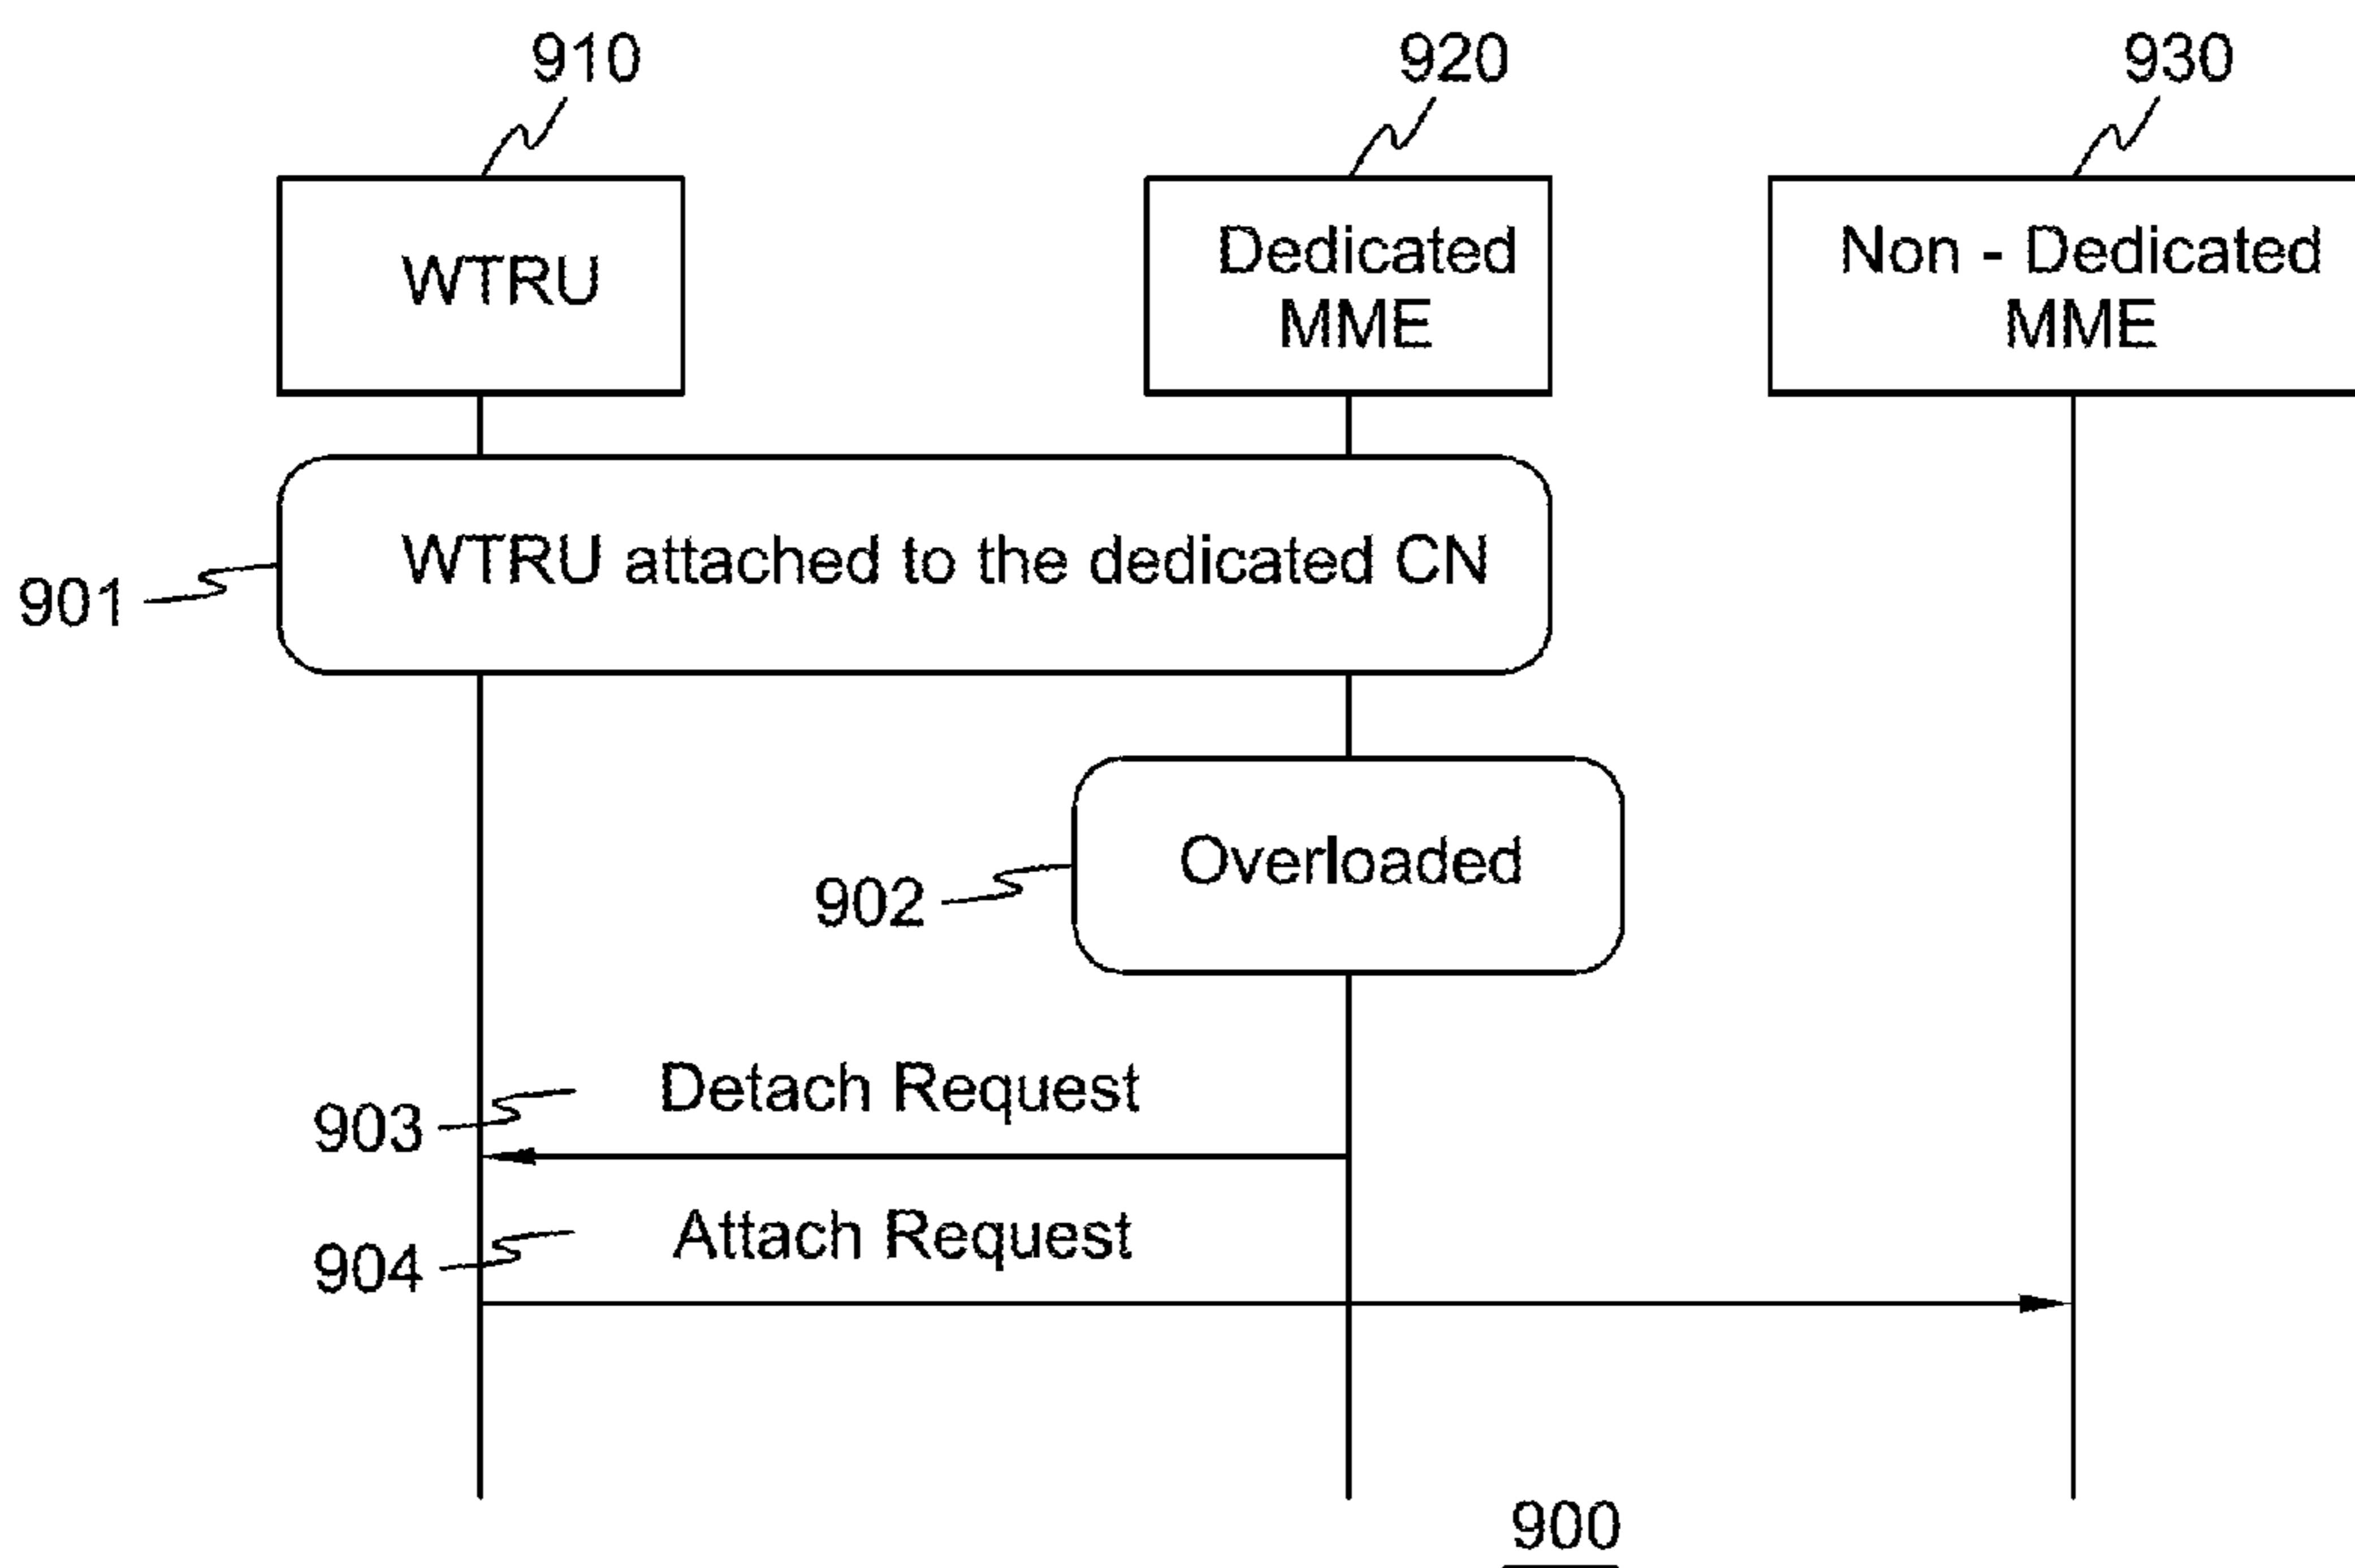 910
920
930
WTRU
Dedicated
MME
Non - Dedicated
MME
WTRU attached to the dedicated CN
901
Overloaded
902
Detach Request
903
Attach Request
904
900